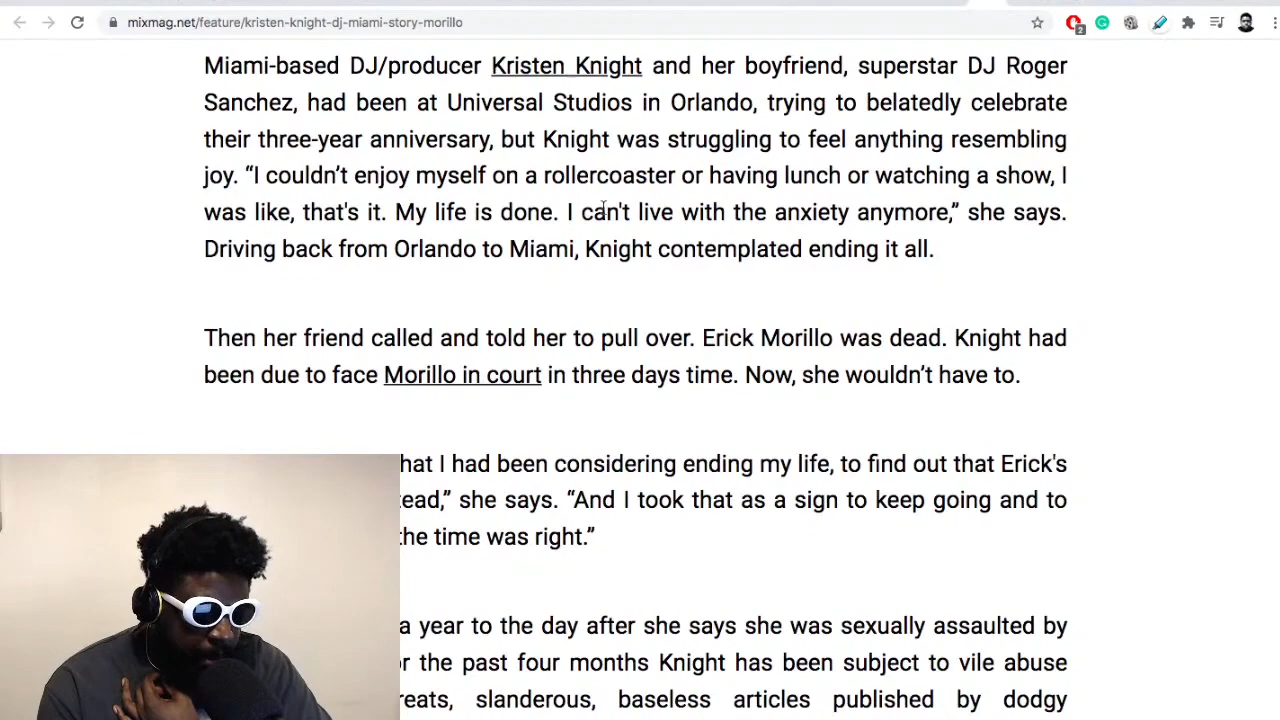 mixmag.net/feature/kristen-knight-dj-miami-story-morillo
2
Miami-based DJ/producer Kristen Knight and her boyfriend, superstar DJ Roger
Sanchez, had been at Universal Studios in Orlando, trying to belatedly celebrate
their three-year anniversary, but Knight was struggling to feel anything resembling
joy. “I couldn’t enjoy myself on a rollercoaster or having lunch or watching a show, I
was like, that's it. My life is done. I can't live with the anxiety anymore,” she says.
Driving back from Orlando to Miami, Knight contemplated ending it all.
Then her friend called and told her to pull over. Erick Morillo was dead. Knight had
been due to face Morillo in court in three days time. Now, she wouldn’t have to.
hat I had been considering ending my life, to find out that Erick's
tead,” she says. “And I took that as a sign to keep going and to
the time was right.”
a year to the day after she says she was sexually assaulted by
or the past four months Knight has been subject to vile abuse
reats, slanderous, baseless articles published by dodgy